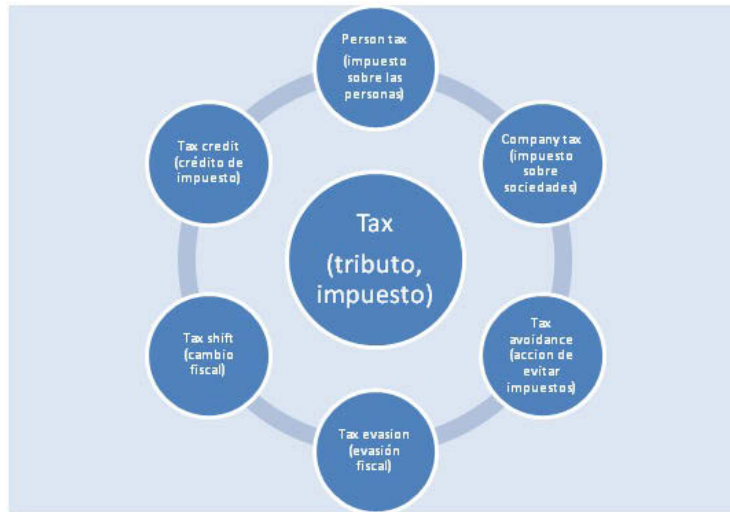 Person tax
(impuesto
sobre las
personas)
Company tax
(impuesto
sobre
sociedades)
Tax
avoidance
(accion de
evitar
impuestos)
Tax evasion
(evasión
fiscal)
Tax shift
(cambio
fiscal)
Tax credit
(crédito de
impuesto)
Tax
(tributo,
impuesto)